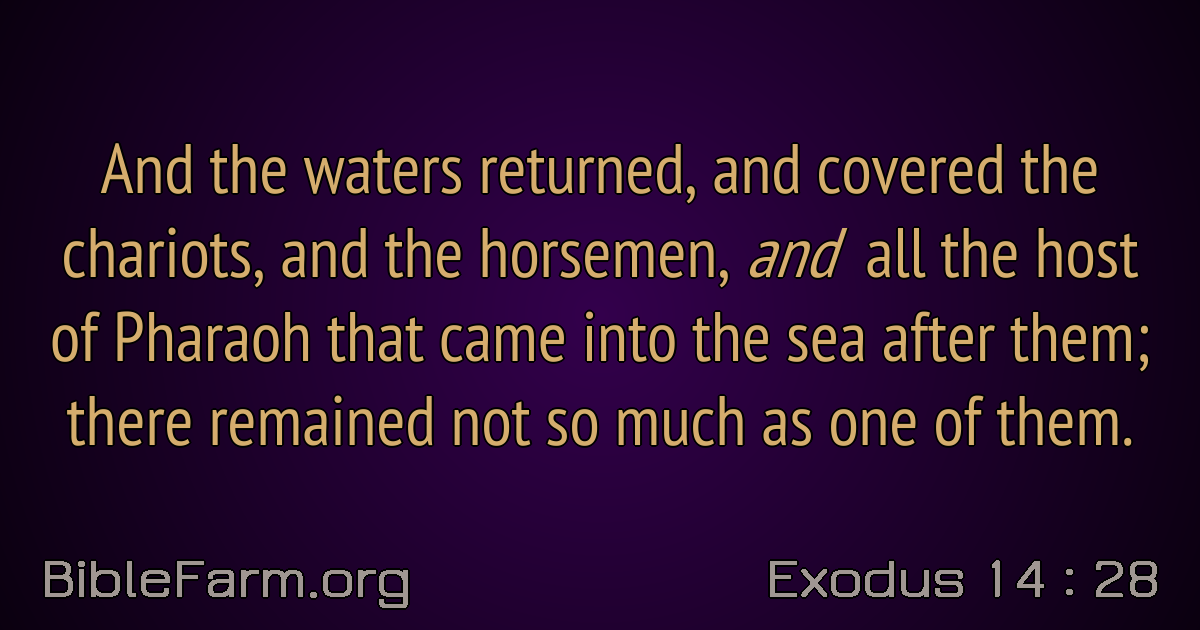 And the waters returned, and covered the
chariots, and the horsemen, and all the host
of Pharaoh that came into the sea after them;
there remained not so much as one of them.
BibleFarm.org
Exodus 14 : 28